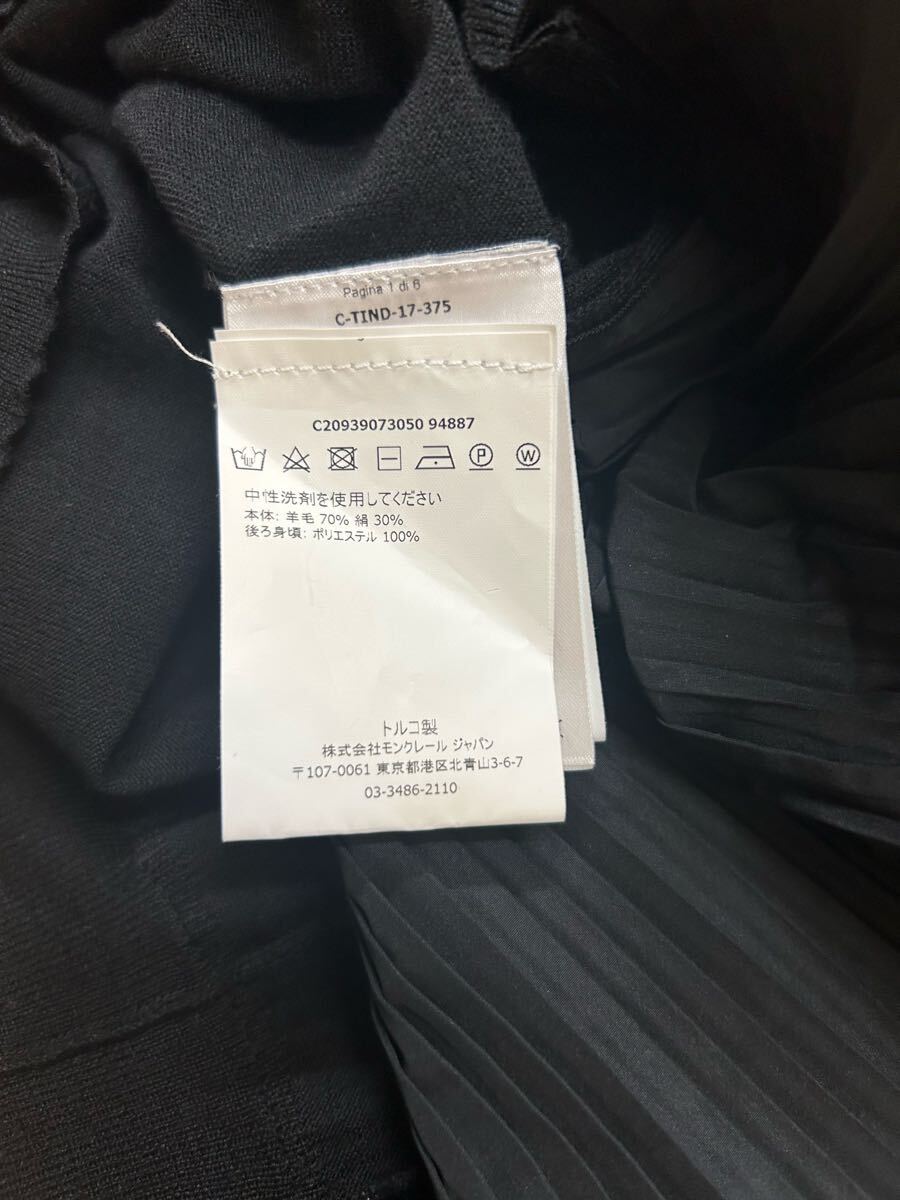 Pagina 1 di 6
C-TIND-17-375
C20939073050 94887
P W
中性洗剤を使用してください
本体: 羊毛 70% 絹 30%
後ろ身頃: ポリエステル 100%
トルコ製
株式会社モンクレール ジャパン
〒107-0061 東京都港区北青山3-6-7
03-3486-2110